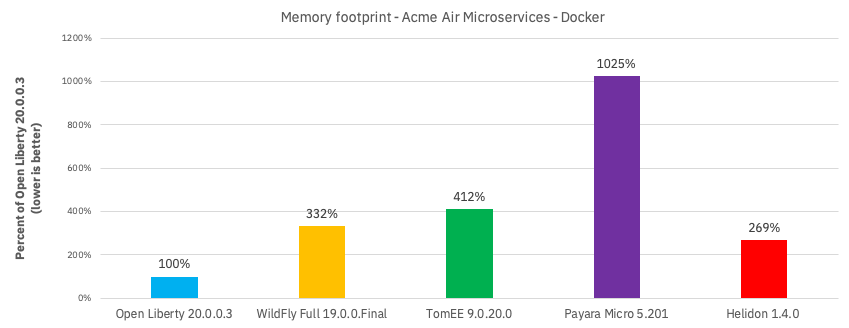 Memory footprint - Acme Air Microservices - Docker
Percent of Open Liberty 20.0.0.3
(lower is better)
1200%
1000%
800%
600%
400%
200%
0%
100%
332%
412%
1025%
269%
Open Liberty 20.0.0.3
WildFly Full 19.0.0.Final
TomEE 9.0.20.0
Payara Micro 5.201
Helidon 1.4.0